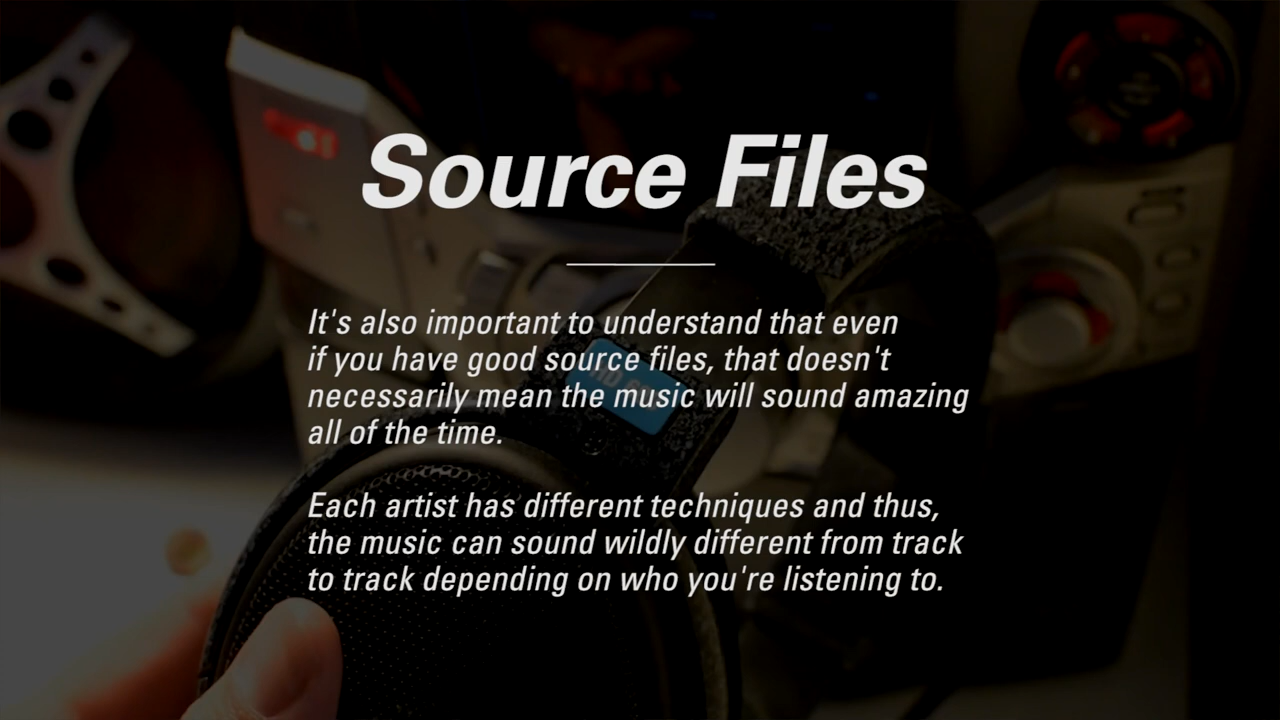 Source Files
It's also important to understand that even
if you have good source files, that doesn't
necessarily mean the music will sound amazing
all of the time.
Each artist has different techniques and thus,
the music can sound wildly different from track
to track depending on who you're listening to.